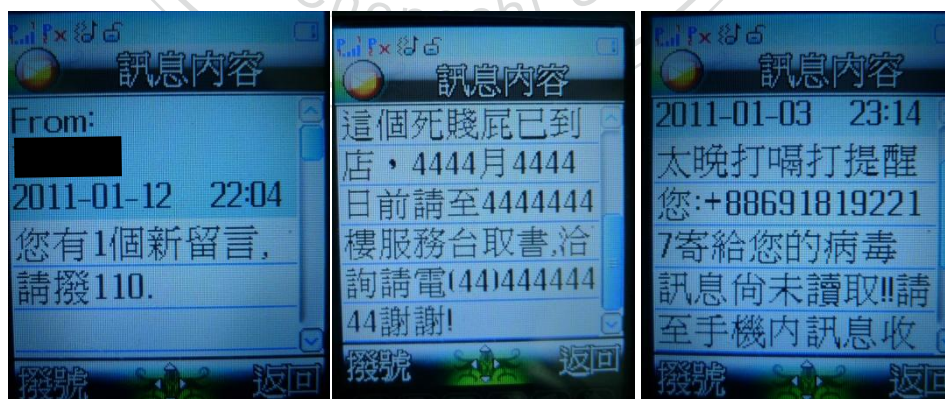 訊息內容
From:
2011-01-12 22:04
您有1個新留言,
請撥110.
撥號 返回
訊息內容
這個死賤屁已到
店，4444月4444
日前請至4444444
樓服務台取書,洽
詢請電(44)444444
44謝謝!
撥號 返回
訊息內容
2011-01-03 23:14
太晚打嗝打提醒
您:+88691819221
7寄給您的病毒
訊息尚未讀取!!請
至手機內訊息收
撥號 返回